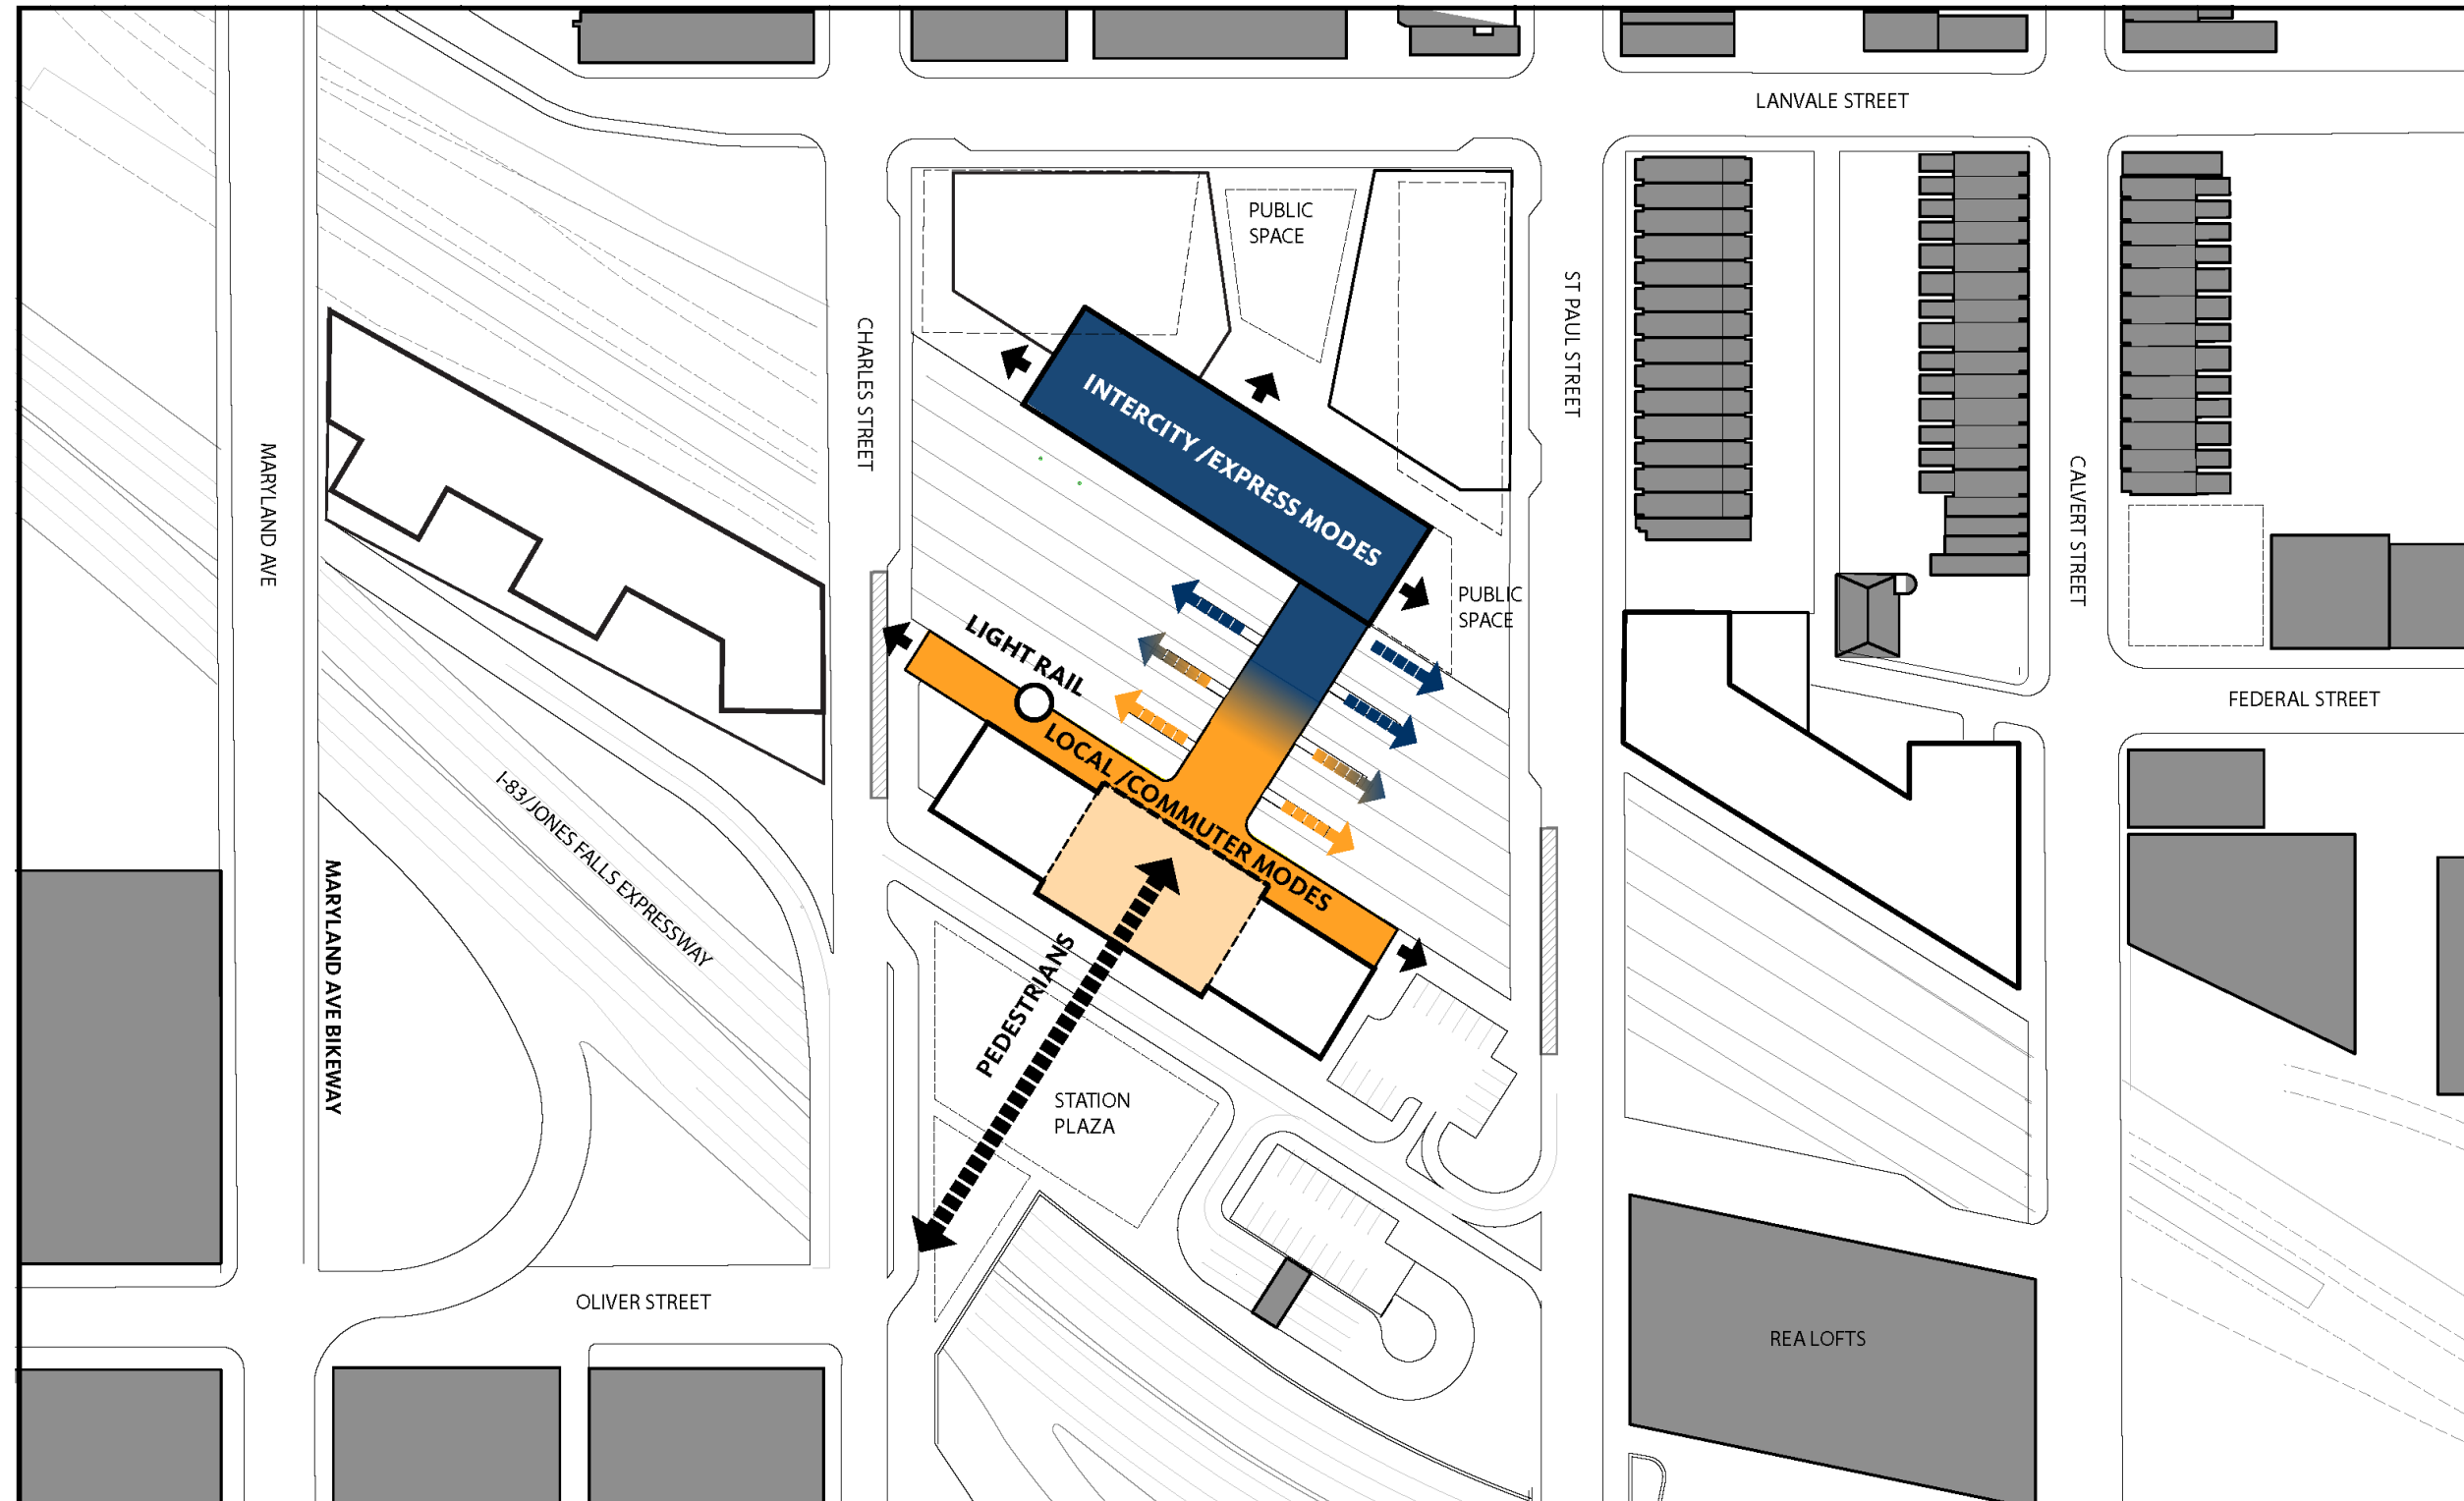 LANVALE STREET
PUBLIC
SPACE
ST PAUL STREET
CHARLES STREET
INTERCITY /EXPRESS MODES
MARYLAND AVE
CALVERT STREET
PUBLIC
SPACE
LIGHT RAIL
FEDERAL STREET
LOCAL /COMMUTER MODES
I-83/JONES FALLS EXPRESSWAY
MARYLAND AVE BIKEWAY
PEDESTRIANS
STATION
PLAZA
OLIVER STREET
REA LOFTS